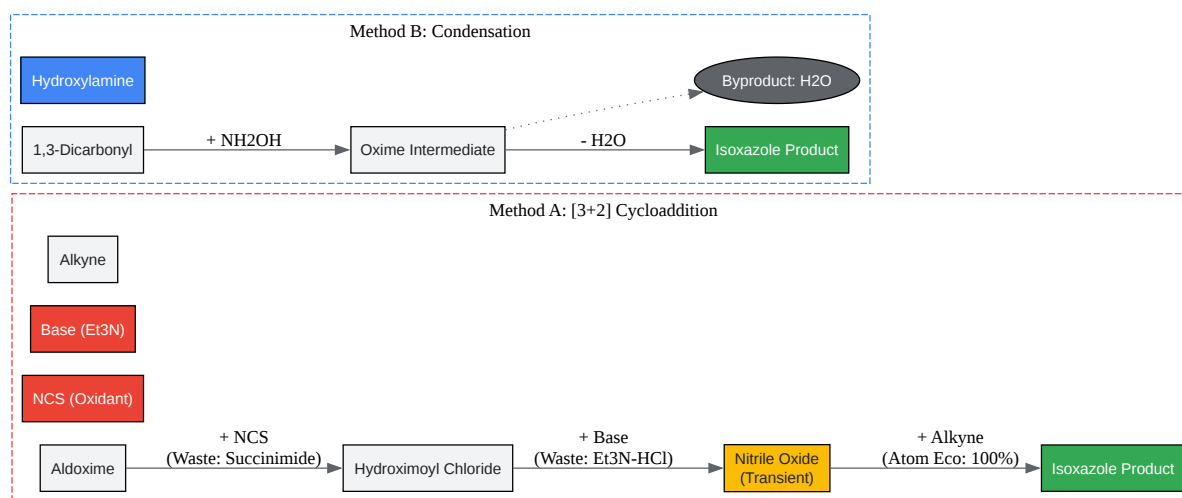 Method B: Condensation
Hydroxylamine
Byproduct: H2O
1,3-Dicarbonyl
+ NH2OH
Oxime Intermediate
- H2O
Isoxazole Product
Method A: [3+2] Cycloaddition
Alkyne
Base (Et3N)
NCS (Oxidant)
Aldoxime
+ NCS
(Waste: Succinimide)
Hydroximoyl Chloride
+ Base
(Waste: Et3N-HCl)
Nitrile Oxide
(Transient)
+ Alkyne
(Atom Eco: 100%)
Isoxazole Product